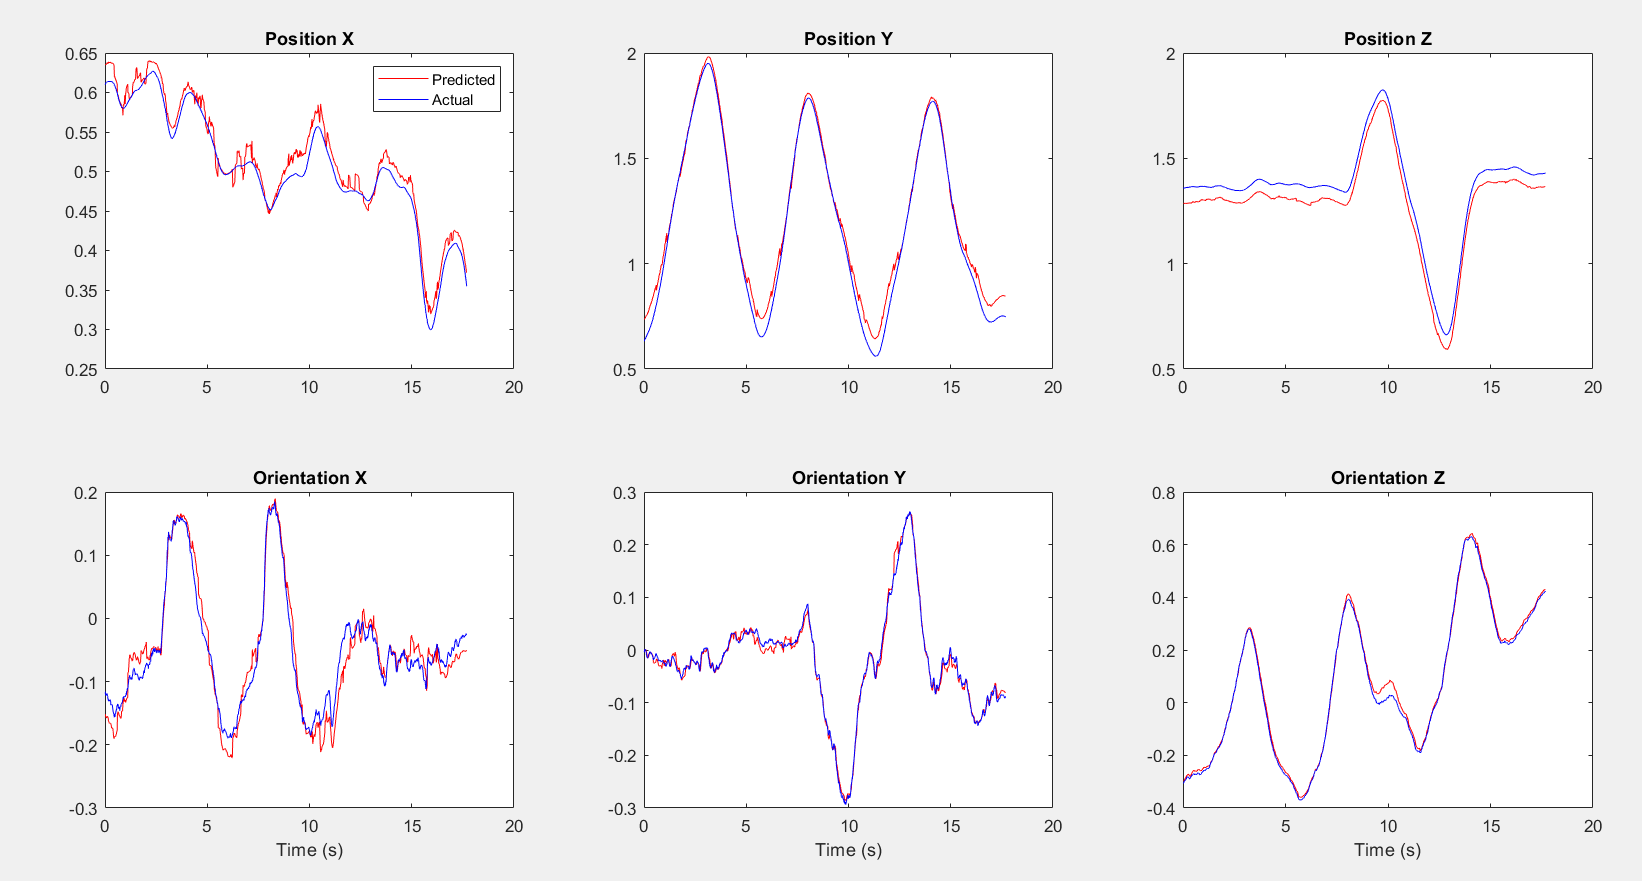 Position X
0.65
0.6
0.55
0.5
0.45
0.4
0.35
0.3
0.25
0 5 10 15 20
Predicted
Actual
Position Y
2
1.5
1
0.5
0 5 10 15 20
Position Z
2
1.5
1
0.5
0 5 10 15 20
Orientation X
0.2
0.1
0
-0.1
-0.2
-0.3
0 5 10 15 20
Time (s)
Orientation Y
0.3
0.2
0.1
0
-0.1
-0.2
-0.3
0 5 10 15 20
Time (s)
Orientation Z
0.8
0.6
0.4
0.2
0
-0.2
-0.4
0 5 10 15 20
Time (s)